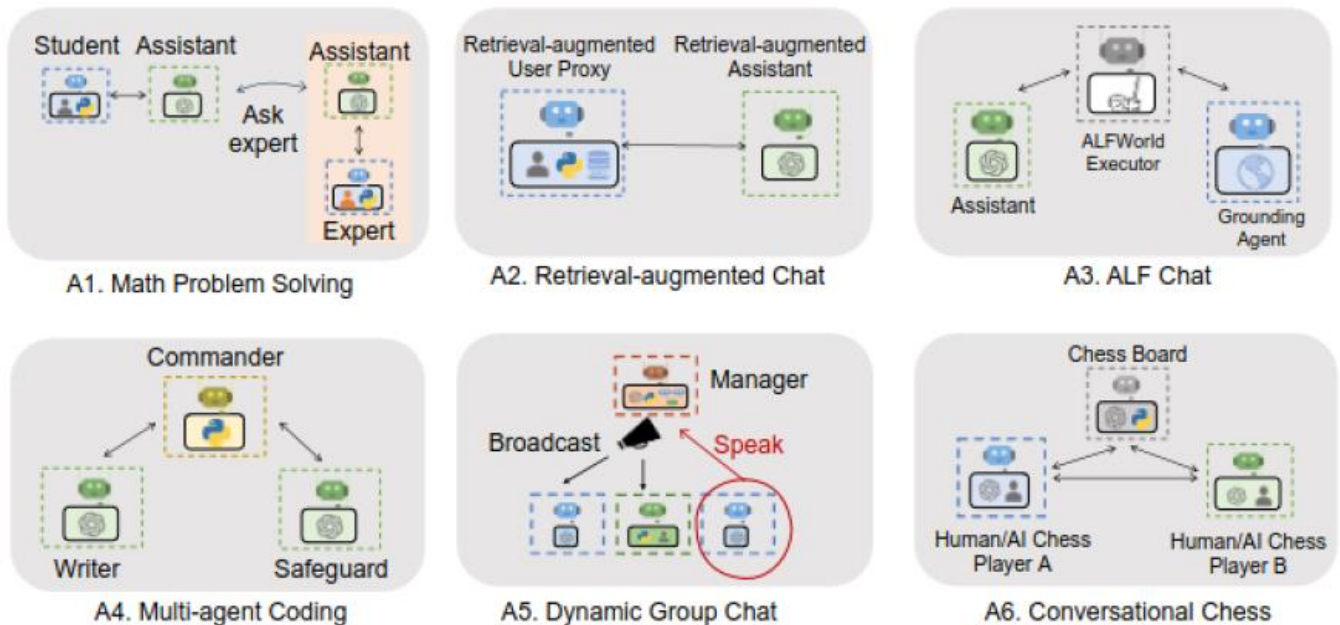 Student
Assistant
Assistant
Ask
expert
Expert
A1. Math Problem Solving
Retrieval-augmented
User Proxy
Retrieval-augmented
Assistant
A2. Retrieval-augmented Chat
ALFWorld
Executor
Assistant
Grounding
Agent
A3. ALF Chat
Commander
Writer
Safeguard
A4. Multi-agent Coding
Manager
Broadcast
Speak
A5. Dynamic Group Chat
Chess Board
Human/AI Chess
Player A
Human/AI Chess
Player B
A6. Conversational Chess